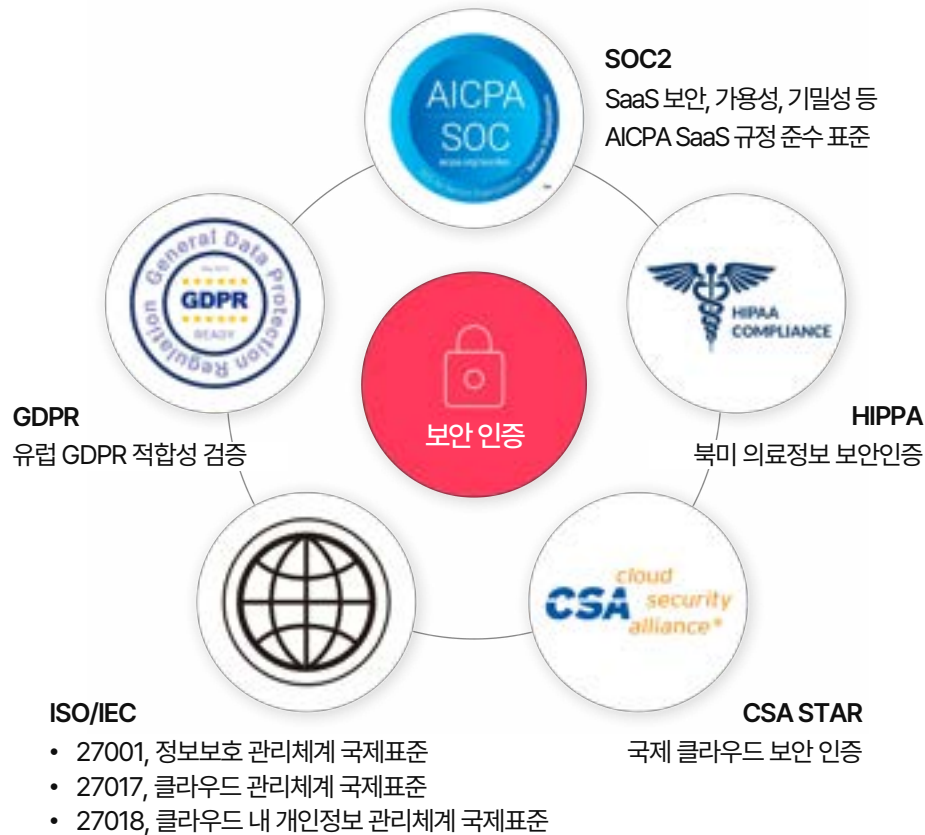 SOC2
SaaS 보안, 가용성, 기밀성 등
AICPA SaaS 규정 준수 표준
AICPA
SOC
General Data Protection Regulation
GDPR
READY
HIPAA
COMPLIANCE
보안 인증
GDPR
유럽 GDPR 적합성 검증
HIPPA
북미 의료정보 보안인증
cloud
CSA security
alliance®
ISO/IEC
• 27001, 정보보호 관리체계 국제표준
• 27017, 클라우드 관리체계 국제표준
• 27018, 클라우드 내 개인정보 관리체계 국제표준
CSA STAR
국제 클라우드 보안 인증